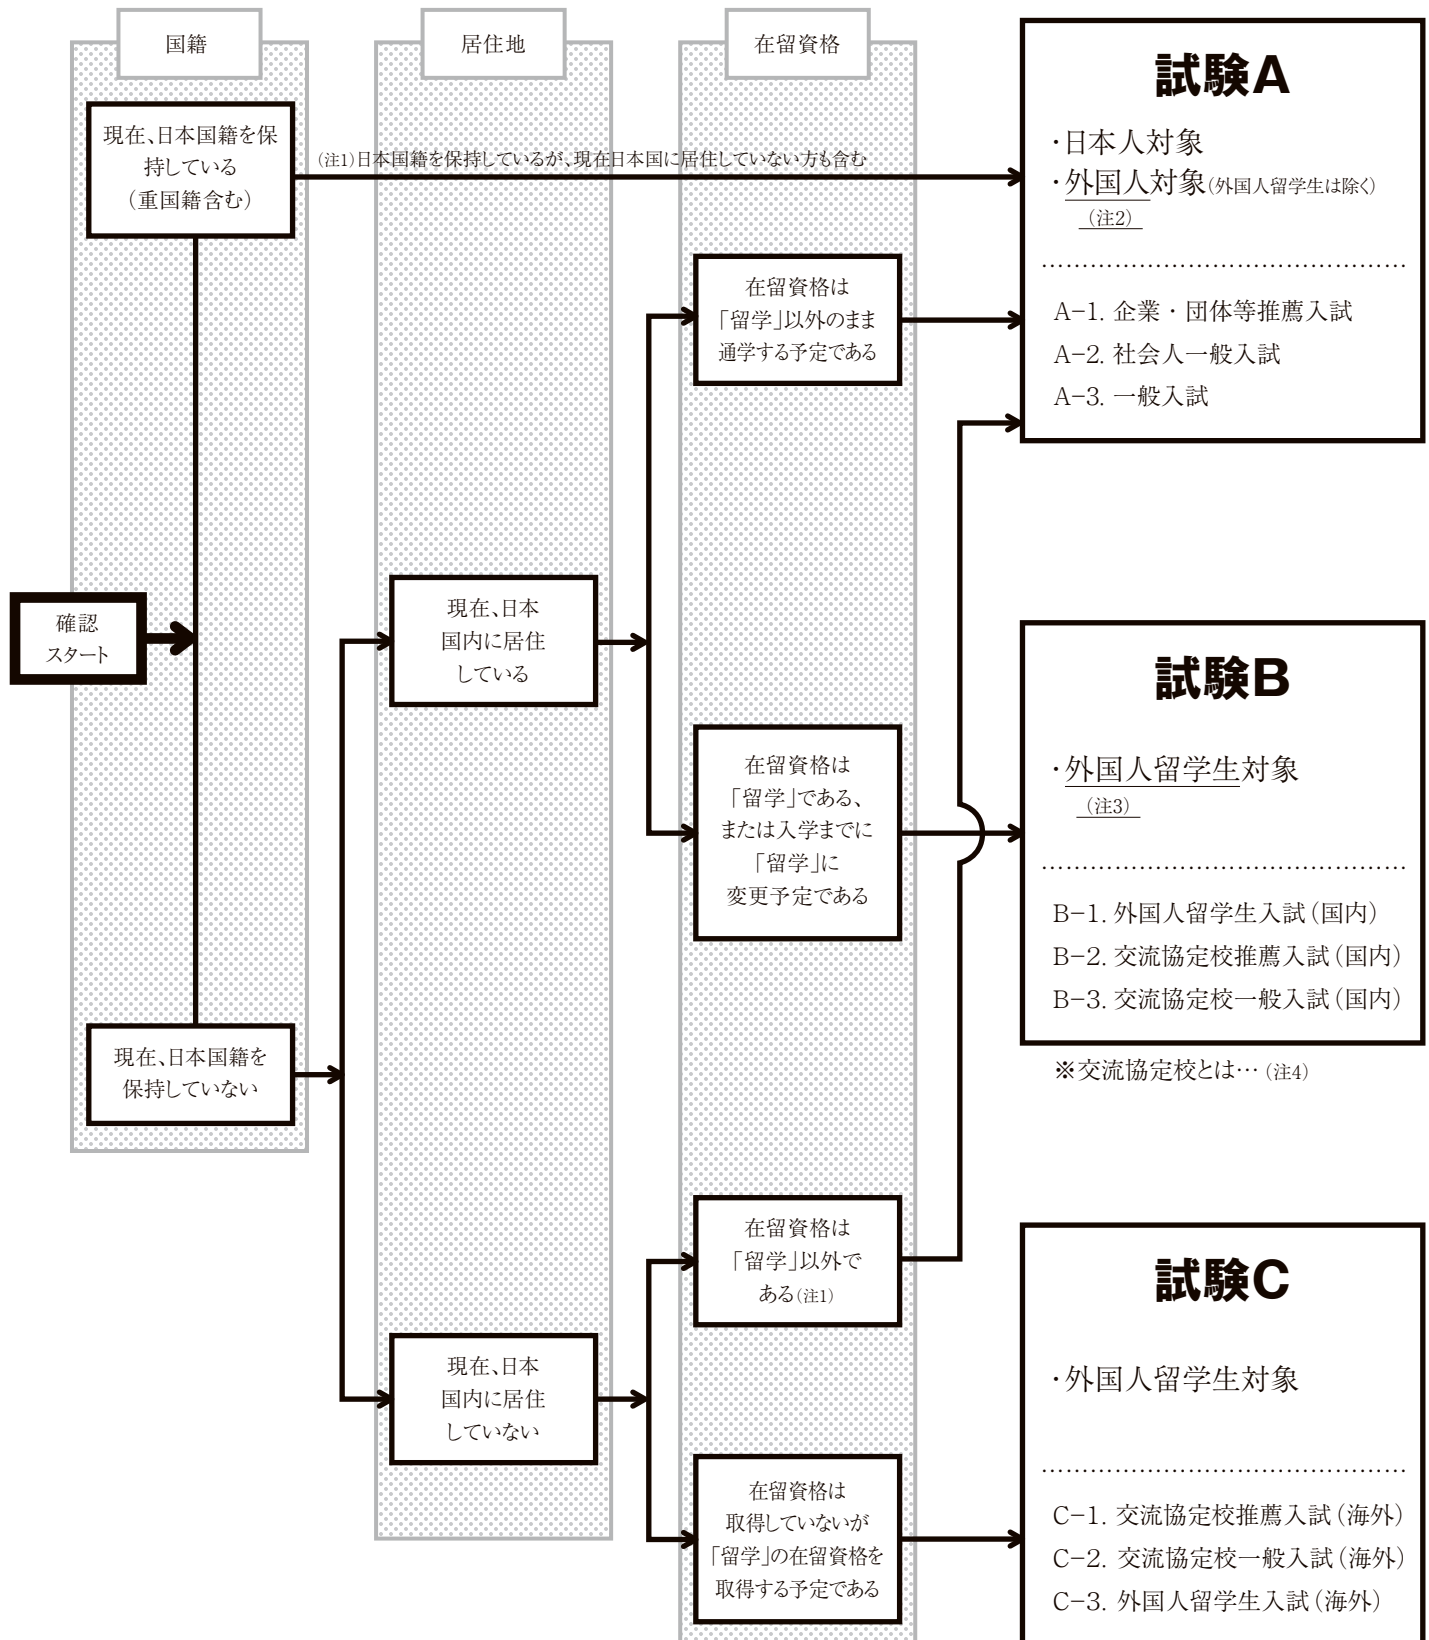 国籍
居住地
在留資格
現在、日本国籍を保
持している
(重国籍含む)
(注1)日本国籍を保持しているが、現在日本国に居住していない方も含む
確認
スタート
現在、日本国籍を
保持していない
現在、日本
国内に居住
している
現在、日本
国内に居住
していない
在留資格は
「留学」以外のまま
通学する予定である
在留資格は
「留学」である、
または入学までに
「留学」に
変更予定である
在留資格は
「留学」以外で
ある(注1)
在留資格は
取得していないが
「留学」の在留資格を
取得する予定である
試験A
・日本人対象
・外国人対象(外国人留学生は除く)
(注2)
A-1. 企業・団体等推薦入試
A-2. 社会人一般入試
A-3. 一般入試
試験B
・外国人留学生対象
(注3)
B-1. 外国人留学生入試(国内)
B-2. 交流協定校推薦入試(国内)
B-3. 交流協定校一般入試(国内)
※交流協定校とは…(注4)
試験C
・外国人留学生対象
C-1. 交流協定校推薦入試(海外)
C-2. 交流協定校一般入試(海外)
C-3. 外国人留学生入試(海外)